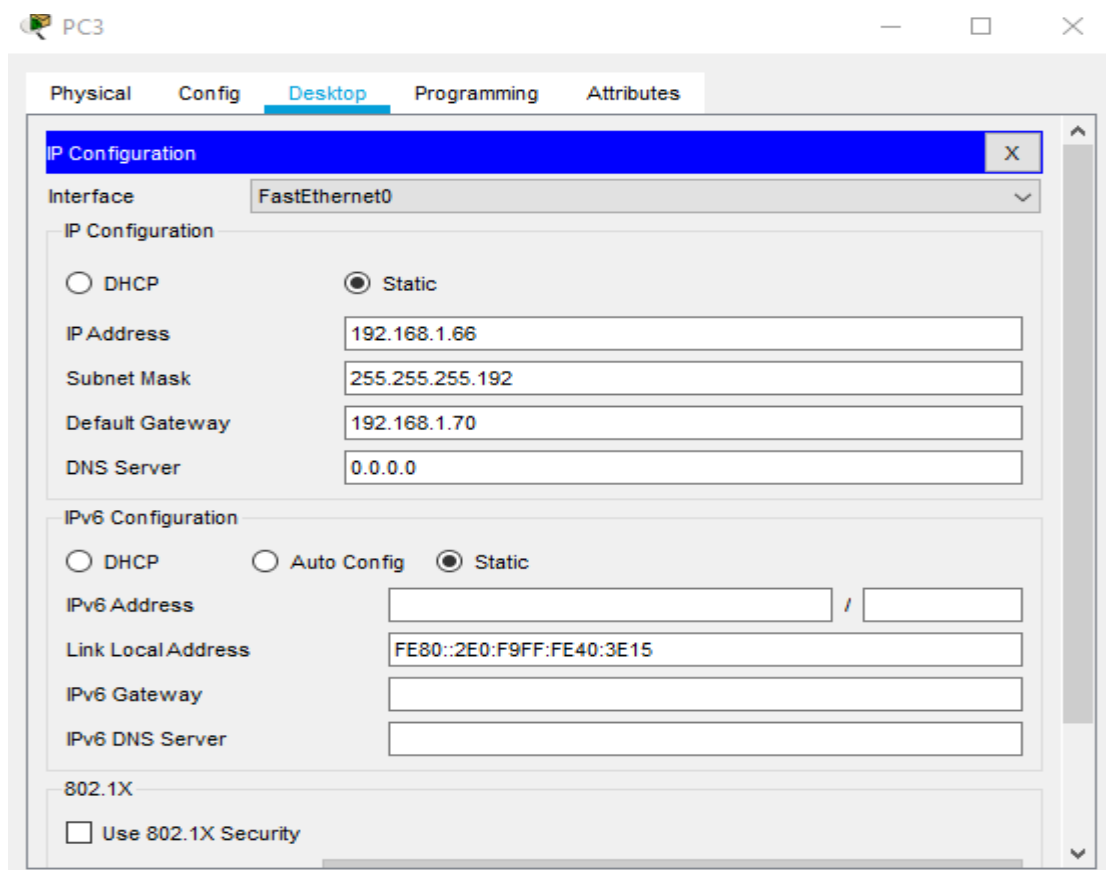 PC3
Physical Config Desktop Programming Attributes
IP Configuration X
Interface FastEthernet0
IP Configuration
DHCP Static
IP Address 192.168.1.66
Subnet Mask 255.255.255.192
Default Gateway 192.168.1.70
DNS Server 0.0.0.0
IPv6 Configuration
DHCP Auto Config Static
IPv6 Address /
Link Local Address FE80::2E0:F9FF:FE40:3E15
IPv6 Gateway
IPv6 DNS Server
802.1X
Use 802.1X Security